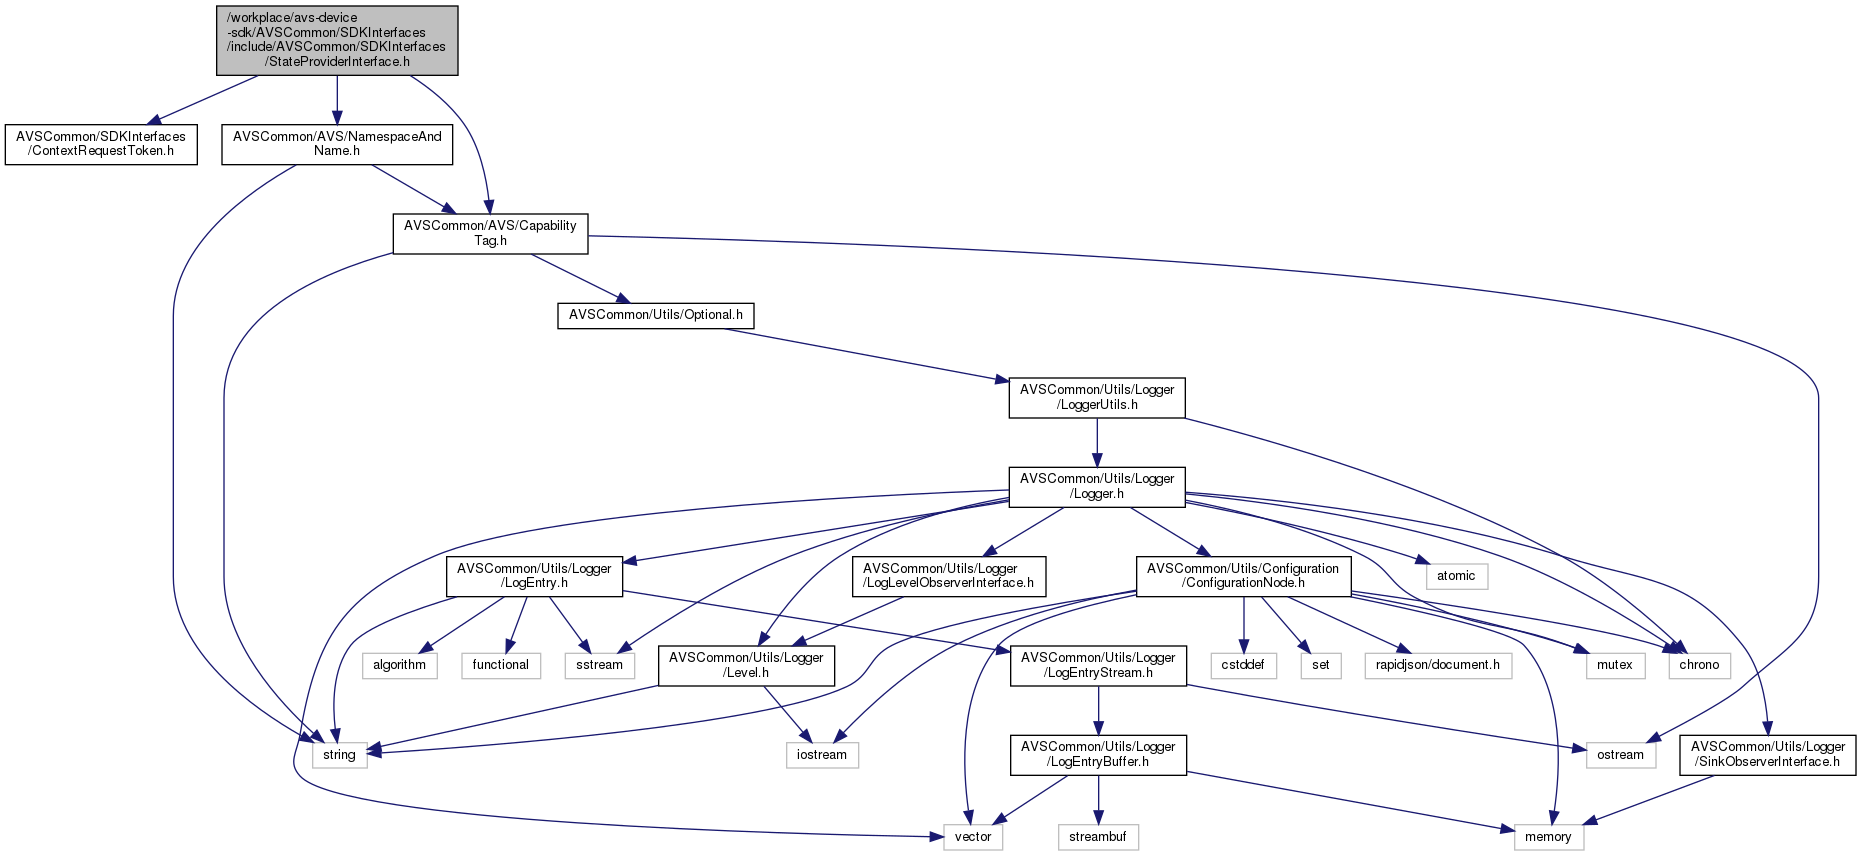 /workplace/avs-device
-sdk/AVSCommon/SDKInterfaces
/include/AVSCommon/SDKInterfaces
/StateProviderInterface.h
AVSCommon/SDKInterfaces
/ContextRequestToken.h
AVSCommon/AVS/NamespaceAnd
Name.h
AVSCommon/AVS/Capability
Tag.h
AVSCommon/Utils/Optional.h
AVSCommon/Utils/Logger
/LoggerUtils.h
AVSCommon/Utils/Logger
/Logger.h
AVSCommon/Utils/Logger
/LogEntry.h
AVSCommon/Utils/Logger
/LogLevelObserverInterface.h
AVSCommon/Utils/Configuration
/ConfigurationNode.h
atomic
algorithm
functional
sstream
AVSCommon/Utils/Logger
/Level.h
AVSCommon/Utils/Logger
/LogEntryStream.h
cstddef
set
rapidjson/document.h
mutex
chrono
string
iostream
AVSCommon/Utils/Logger
/LogEntryBuffer.h
ostream
AVSCommon/Utils/Logger
/SinkObserverInterface.h
vector
streambuf
memory